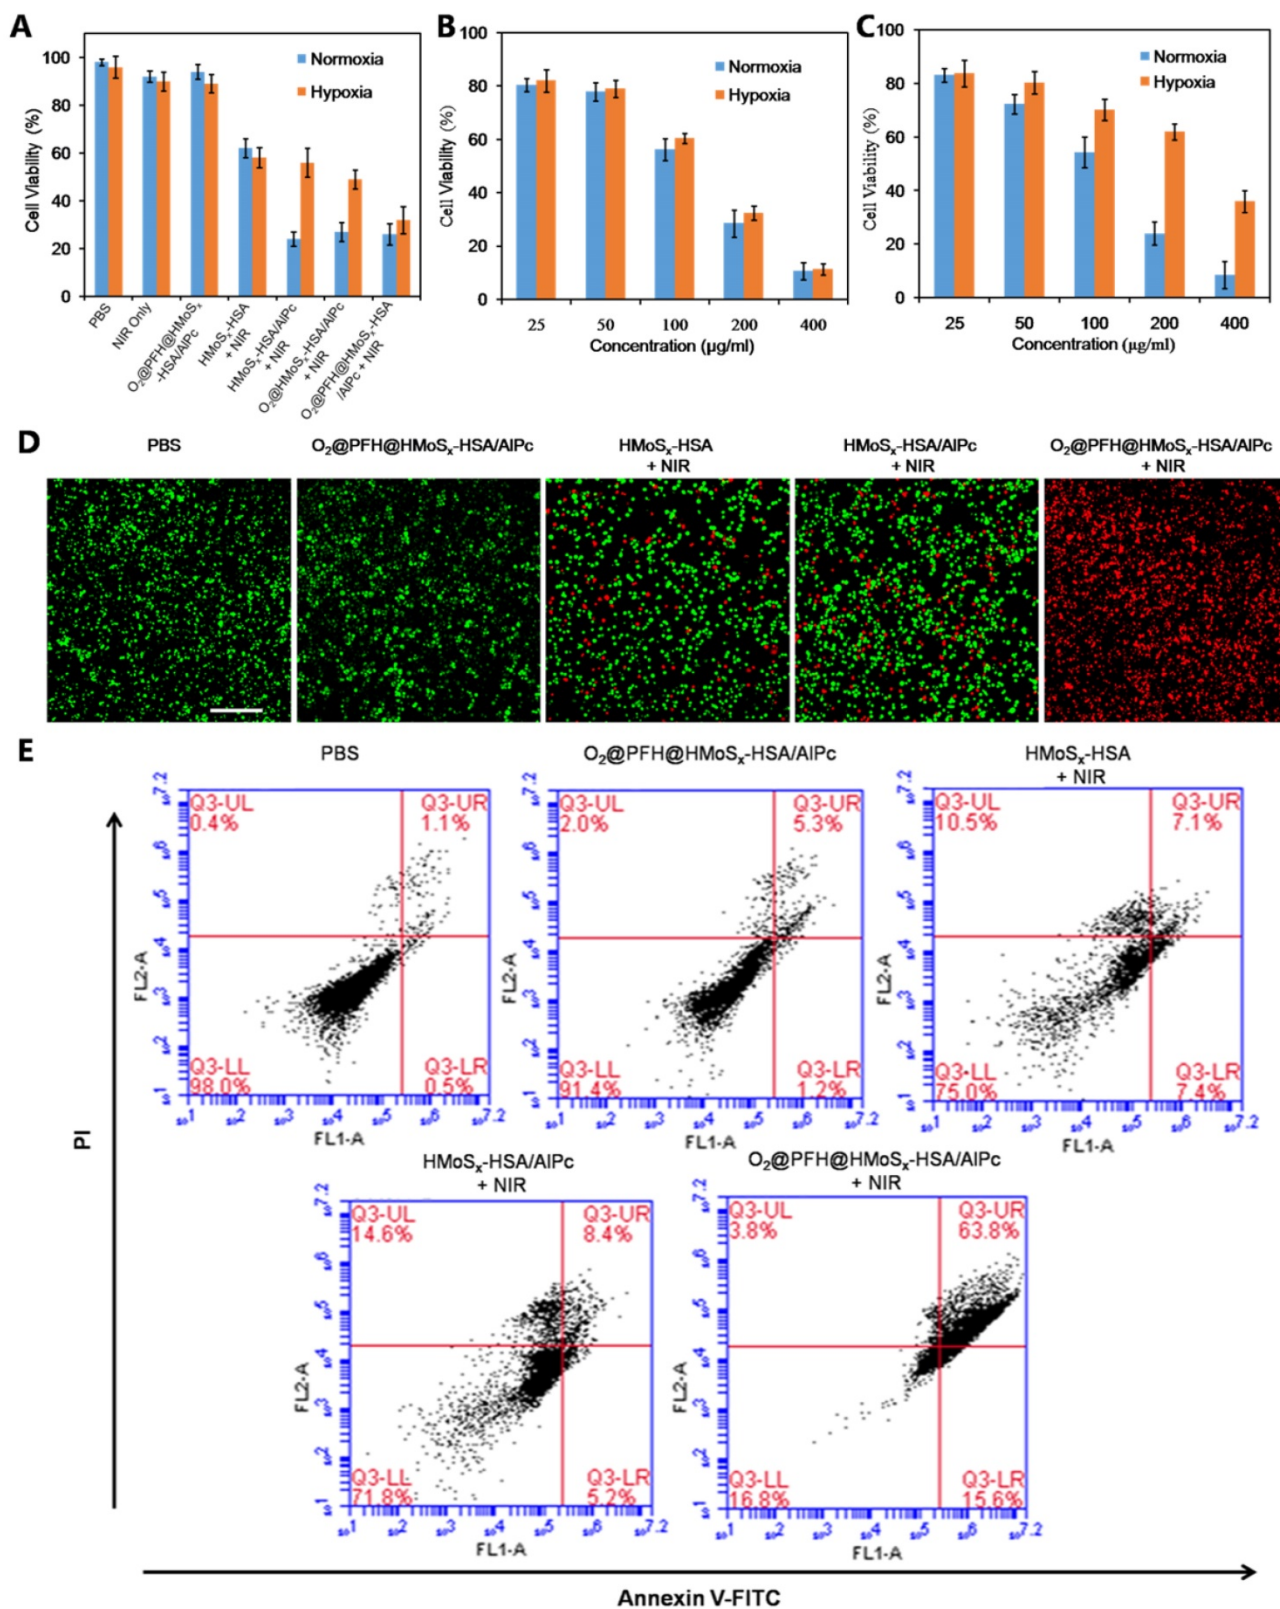 A
Cell Viability (%)
100
80
60
40
20
0
Normoxia
Hypoxia
PBS
NIR Only
O₂@PFH@HMoSₓ
-HSA/AlPc
HMoSₓ-HSA
+ NIR
HMoSₓ-HSA/AlPc
+ NIR
O₂@HMoSₓ-HSA/AlPc
+ NIR
O₂@PFH@HMoSₓ-HSA
/AlPc + NIR
B
Cell Viability (%)
100
80
60
40
20
0
Normoxia
Hypoxia
25 50 100 200 400
Concentration (µg/ml)
C
Cell Viability (%)
100
80
60
40
20
0
Normoxia
Hypoxia
25 50 100 200 400
Concentration (µg/ml)
D
PBS
O₂@PFH@HMoSₓ-HSA/AlPc
HMoSₓ-HSA
+ NIR
HMoSₓ-HSA/AlPc
+ NIR
O₂@PFH@HMoSₓ-HSA/AlPc
+ NIR
E
PI
PBS
Q3-UL
0.4%
Q3-UR
1.1%
Q3-LL
98.0%
Q3-LR
0.5%
FL2-A
FL1-A
O₂@PFH@HMoSₓ-HSA/AlPc
Q3-UL
2.0%
Q3-UR
5.3%
Q3-LL
91.4%
Q3-LR
1.2%
FL2-A
FL1-A
HMoSₓ-HSA
+ NIR
Q3-UL
10.5%
Q3-UR
7.1%
Q3-LL
75.0%
Q3-LR
7.4%
FL2-A
FL1-A
HMoSₓ-HSA/AlPc
+ NIR
Q3-UL
14.6%
Q3-UR
8.4%
Q3-LL
71.8%
Q3-LR
5.2%
FL2-A
FL1-A
O₂@PFH@HMoSₓ-HSA/AlPc
+ NIR
Q3-UL
3.8%
Q3-UR
63.8%
Q3-LL
16.8%
Q3-LR
15.6%
FL2-A
FL1-A
Annexin V-FITC